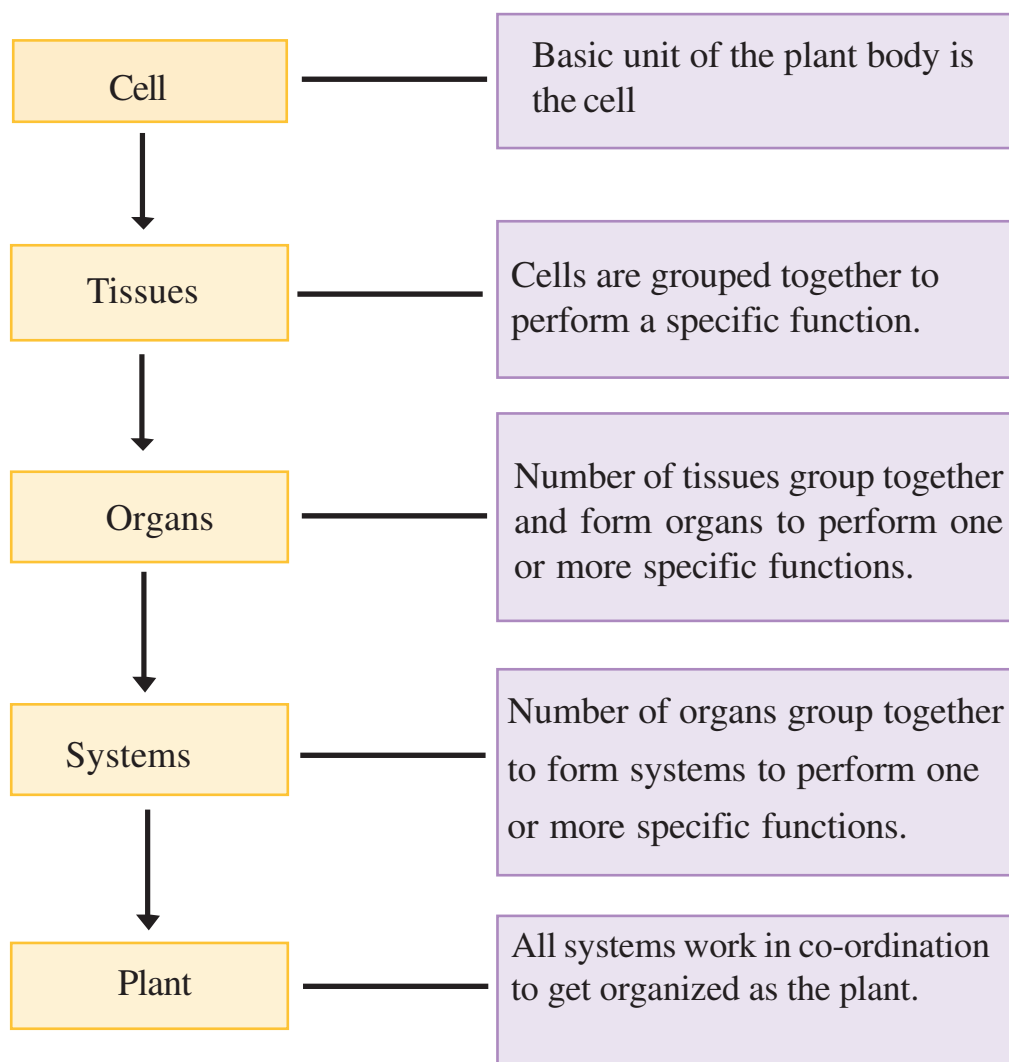 Cell
Basic unit of the plant body is
the cell
Tissues
Cells are grouped together to
perform a specific function.
Organs
Number of tissues group together
and form organs to perform one
or more specific functions.
Systems
Number of organs group together
to form systems to perform one
or more specific functions.
Plant
All systems work in co-ordination
to get organized as the plant.